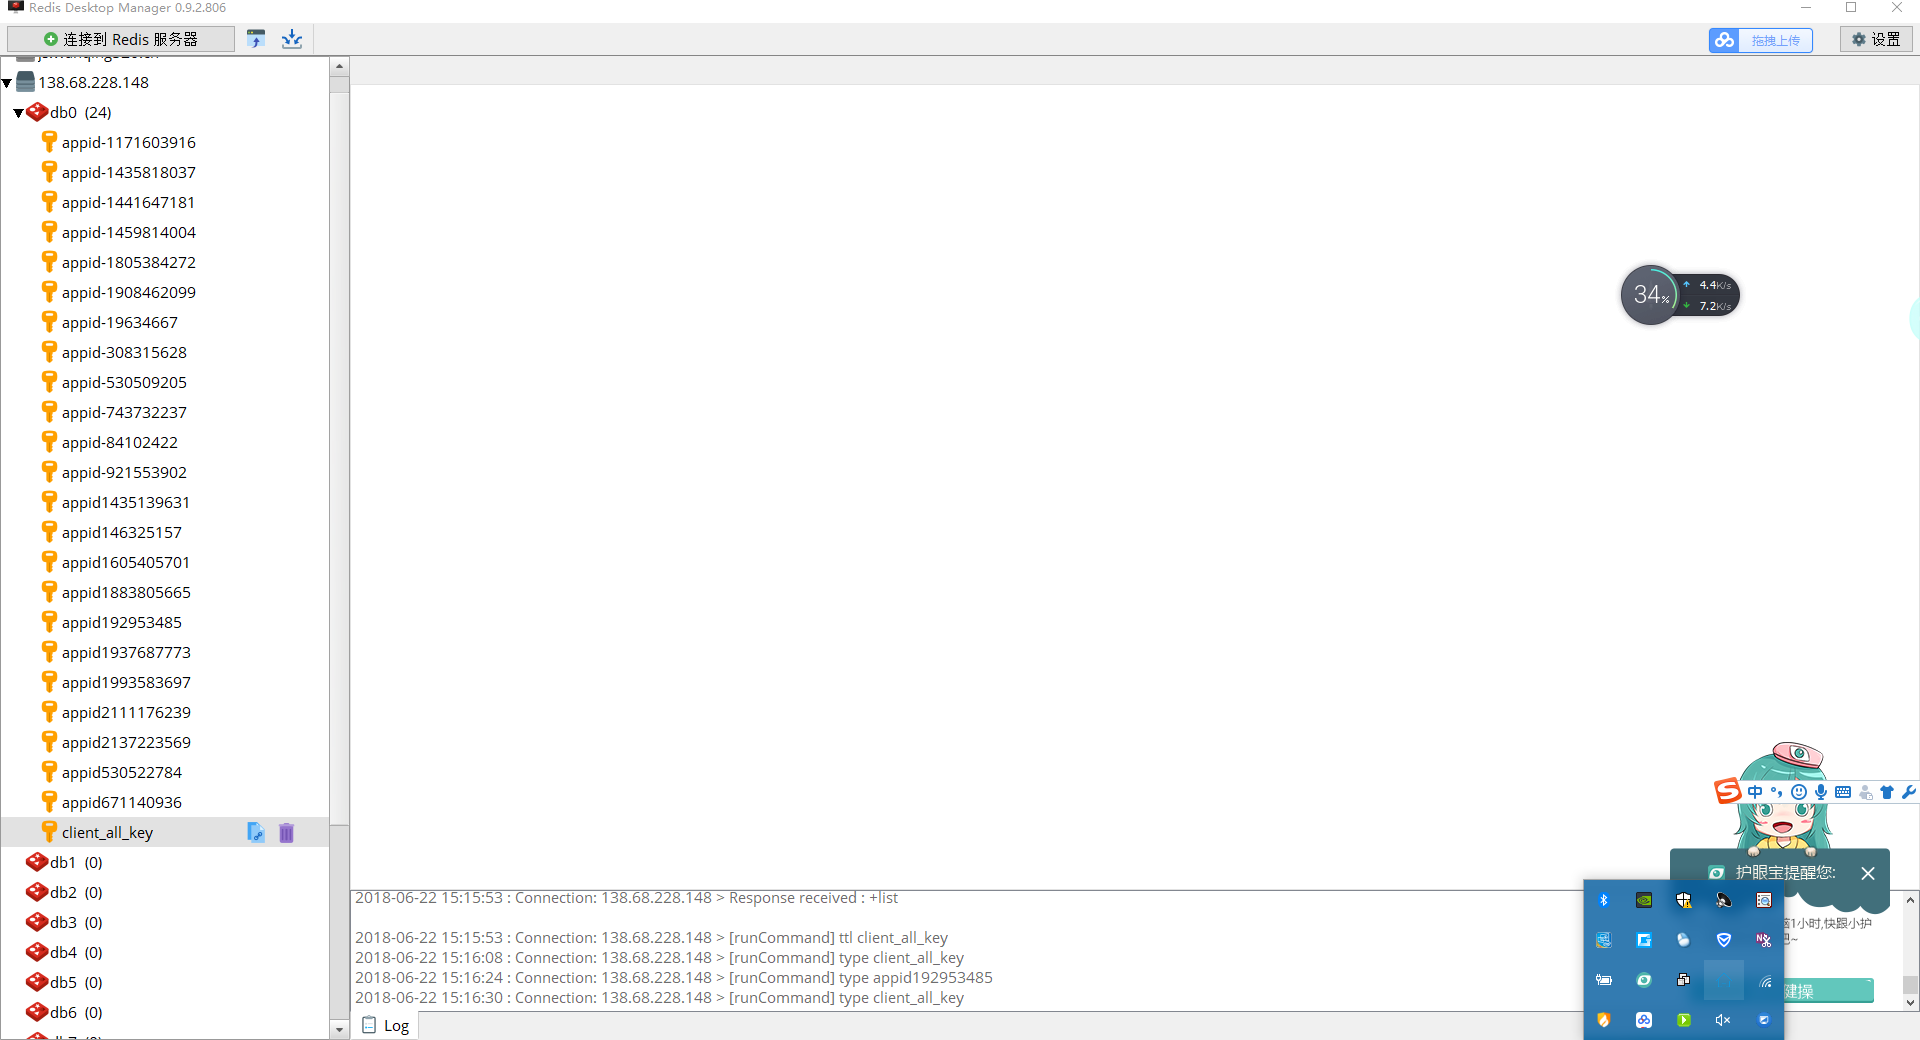 Redis Desktop Manager 0.9.2.806
连接到 Redis 服务器
拖拽上传
设置
138.68.228.148
db0 (24)
appid-1171603916
appid-1435818037
appid-1441647181
appid-1459814004
appid-1805384272
appid-1908462099
appid-19634667
appid-308315628
appid-530509205
appid-743732237
appid-84102422
appid-921553902
appid1435139631
appid146325157
appid1605405701
appid1883805665
appid192953485
appid1937687773
appid1993583697
appid2111176239
appid2137223569
appid530522784
appid671140936
client_all_key
db1 (0)
db2 (0)
db3 (0)
db4 (0)
db5 (0)
db6 (0)
34%
4.4K/s
7.2K/s
中
护眼宝提醒您:
1小时,快跟小护
吧~
健操
2018-06-22 15:15:53 : Connection: 138.68.228.148 > Response received : +list
2018-06-22 15:15:53 : Connection: 138.68.228.148 > [runCommand] ttl client_all_key
2018-06-22 15:16:08 : Connection: 138.68.228.148 > [runCommand] type client_all_key
2018-06-22 15:16:24 : Connection: 138.68.228.148 > [runCommand] type appid192953485
2018-06-22 15:16:30 : Connection: 138.68.228.148 > [runCommand] type client_all_key
Log